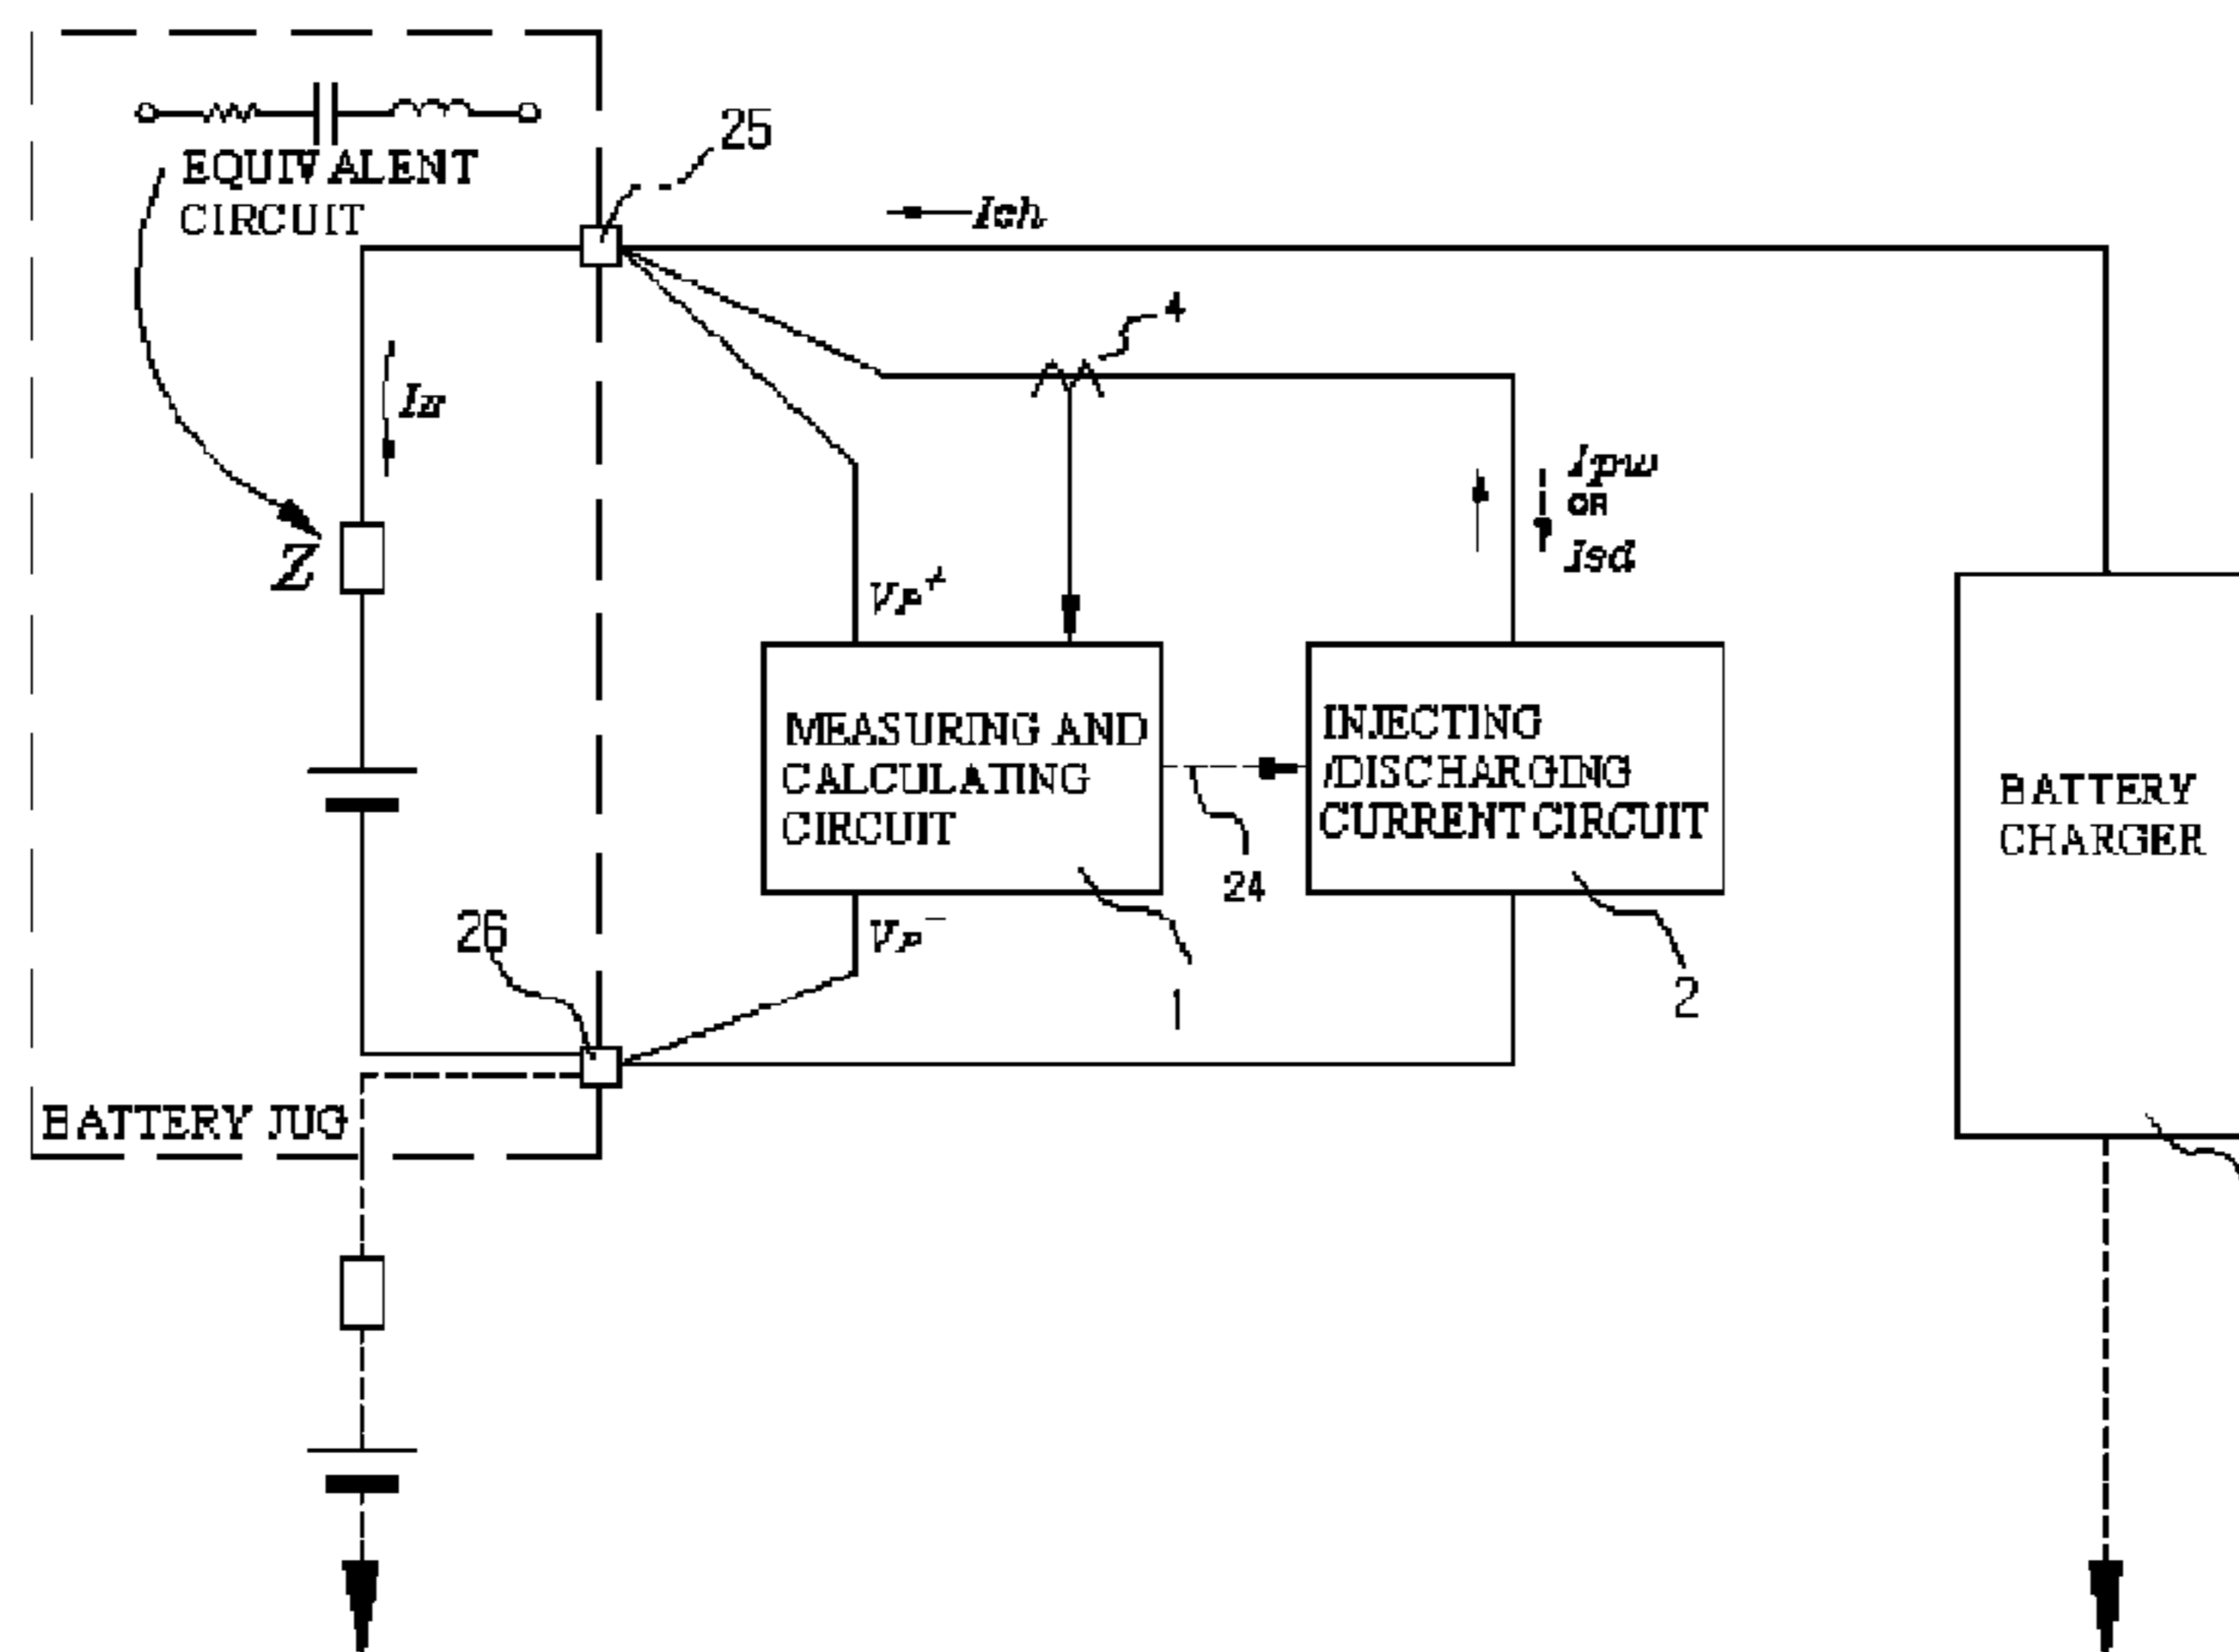 EQUIVALENT
CIRCUIT
25
Ich
4
Iz
Ipw
OR
Isd
Z
Vp+
MEASURING AND
CALCULATING
CIRCUIT
INJECTING
/DISCHARGING
CURRENT CIRCUIT
BATTERY
CHARGER
24
26
Vp−
1
2
BATTERY JUG